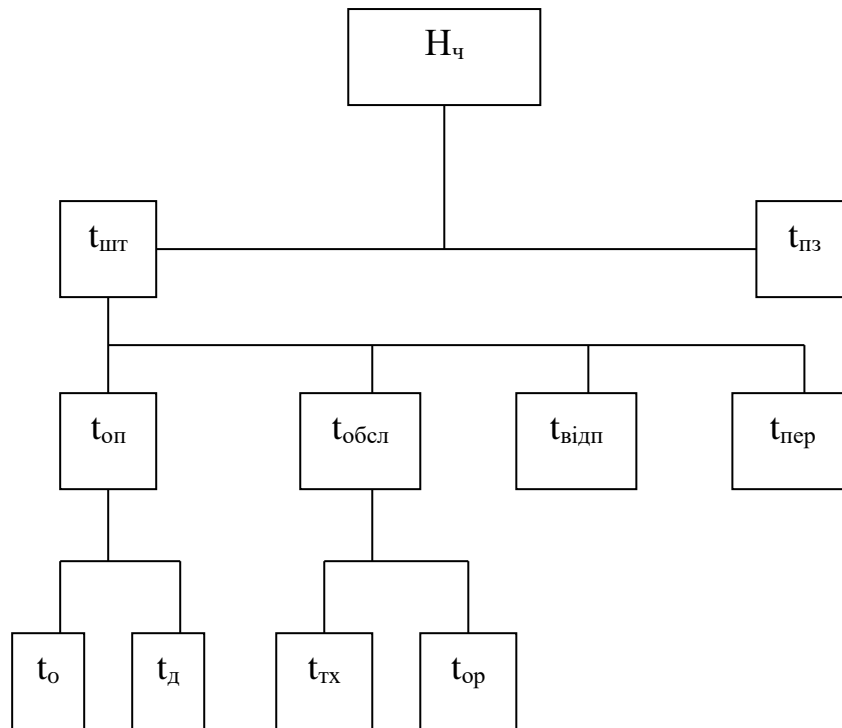 Нч
tшт
tпз
tоп
tобсл
tвідп
tпер
tо
tд
tтх
tор